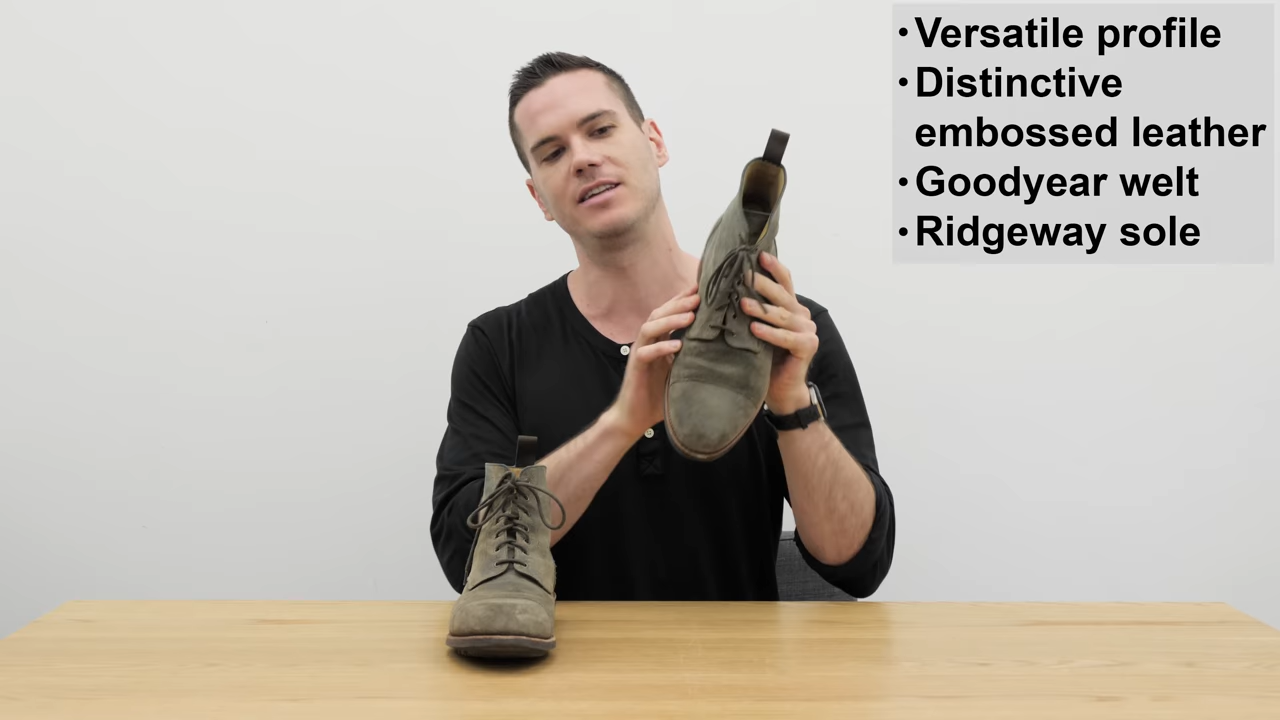 •Versatile profile
•Distinctive
embossed leather
•Goodyear welt
•Ridgeway sole